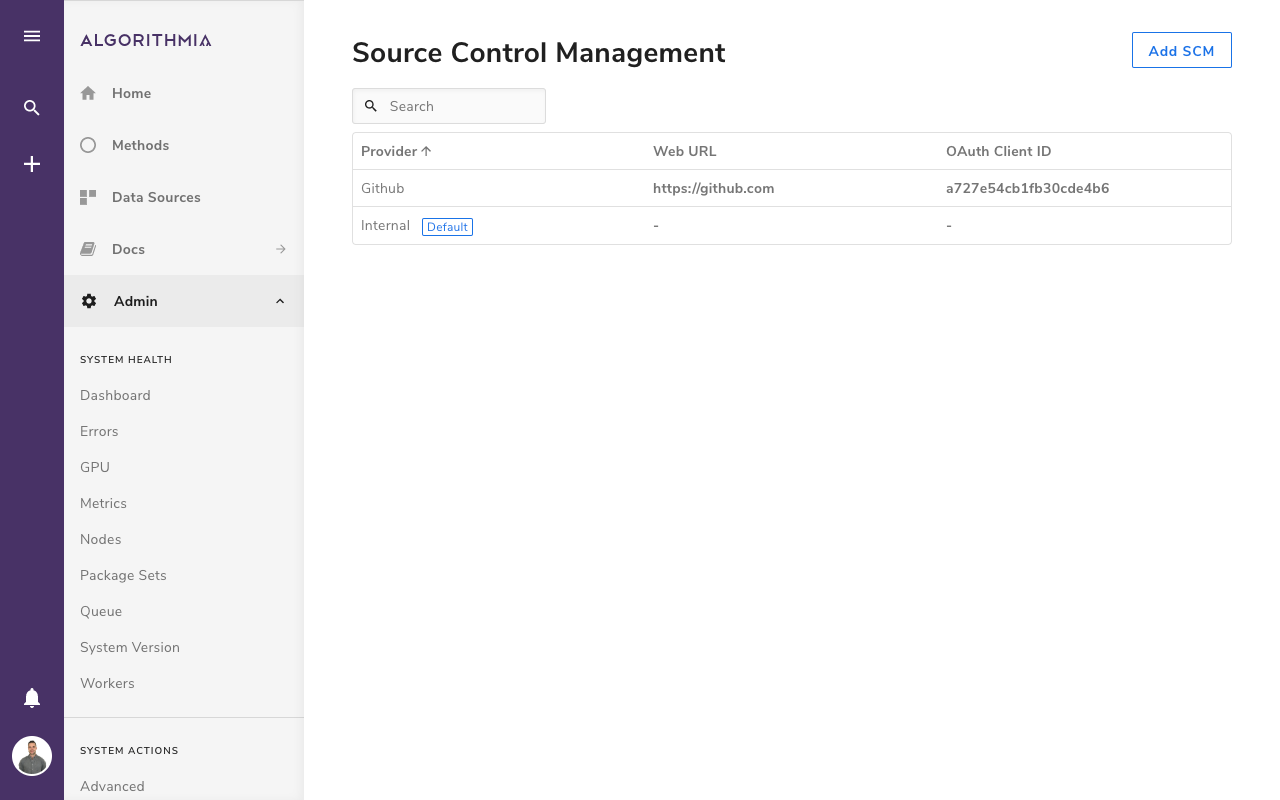 ALGORITHMIA
Home
Methods
Data Sources
Docs
Admin
SYSTEM HEALTH
Dashboard
Errors
GPU
Metrics
Nodes
Package Sets
Queue
System Version
Workers
SYSTEM ACTIONS
Advanced
Source Control Management
Add SCM
Search
Provider Web URL OAuth Client ID
Github https://github.com a727e54cb1fb30cde4b6
Internal Default - -